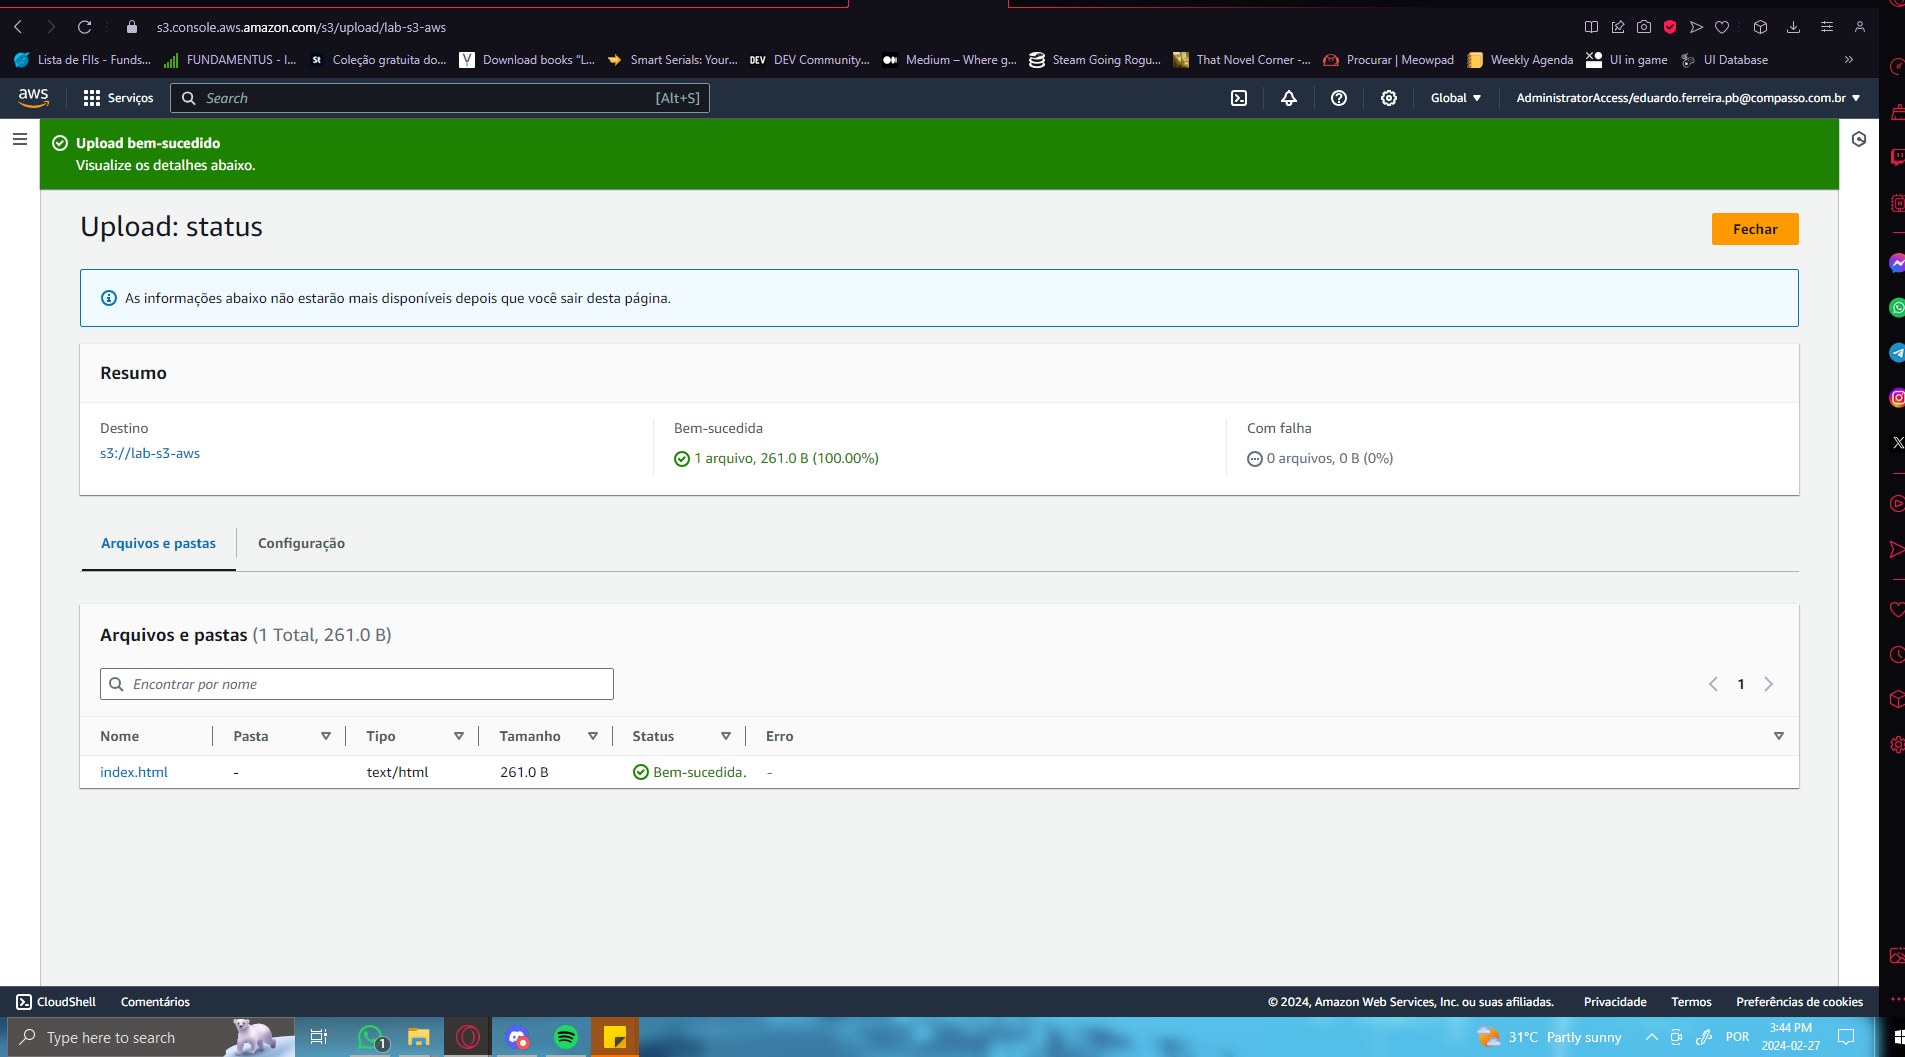 s3.console.aws.amazon.com/s3/upload/lab-s3-aws
Lista de FIIs - Funds... FUNDAMENTUS - I... St Coleção gratuita do... Download books "L... Smart Serials: Your... DEV DEV Community... Medium – Where g... Steam Going Rogu... That Novel Corner -... Procurar | Meowpad Weekly Agenda UI in game UI Database »
aws Serviços Search [Alt+S] Global AdministratorAccess/eduardo.ferreira.pb@compasso.com.br
Upload bem-sucedido
Visualize os detalhes abaixo.
Upload: status
Fechar
As informações abaixo não estarão mais disponíveis depois que você sair desta página.
Resumo
Destino
s3://lab-s3-aws
Bem-sucedida
1 arquivo, 261.0 B (100.00%)
Com falha
0 arquivos, 0 B (0%)
Arquivos e pastas
Configuração
Arquivos e pastas (1 Total, 261.0 B)
Encontrar por nome
1
Nome Pasta Tipo Tamanho Status Erro
index.html - text/html 261.0 B Bem-sucedida. -
CloudShell Comentários © 2024, Amazon Web Services, Inc. ou suas afiliadas. Privacidade Termos Preferências de cookies
Type here to search
1
31°C Partly sunny
POR
3:44 PM
2024-02-27